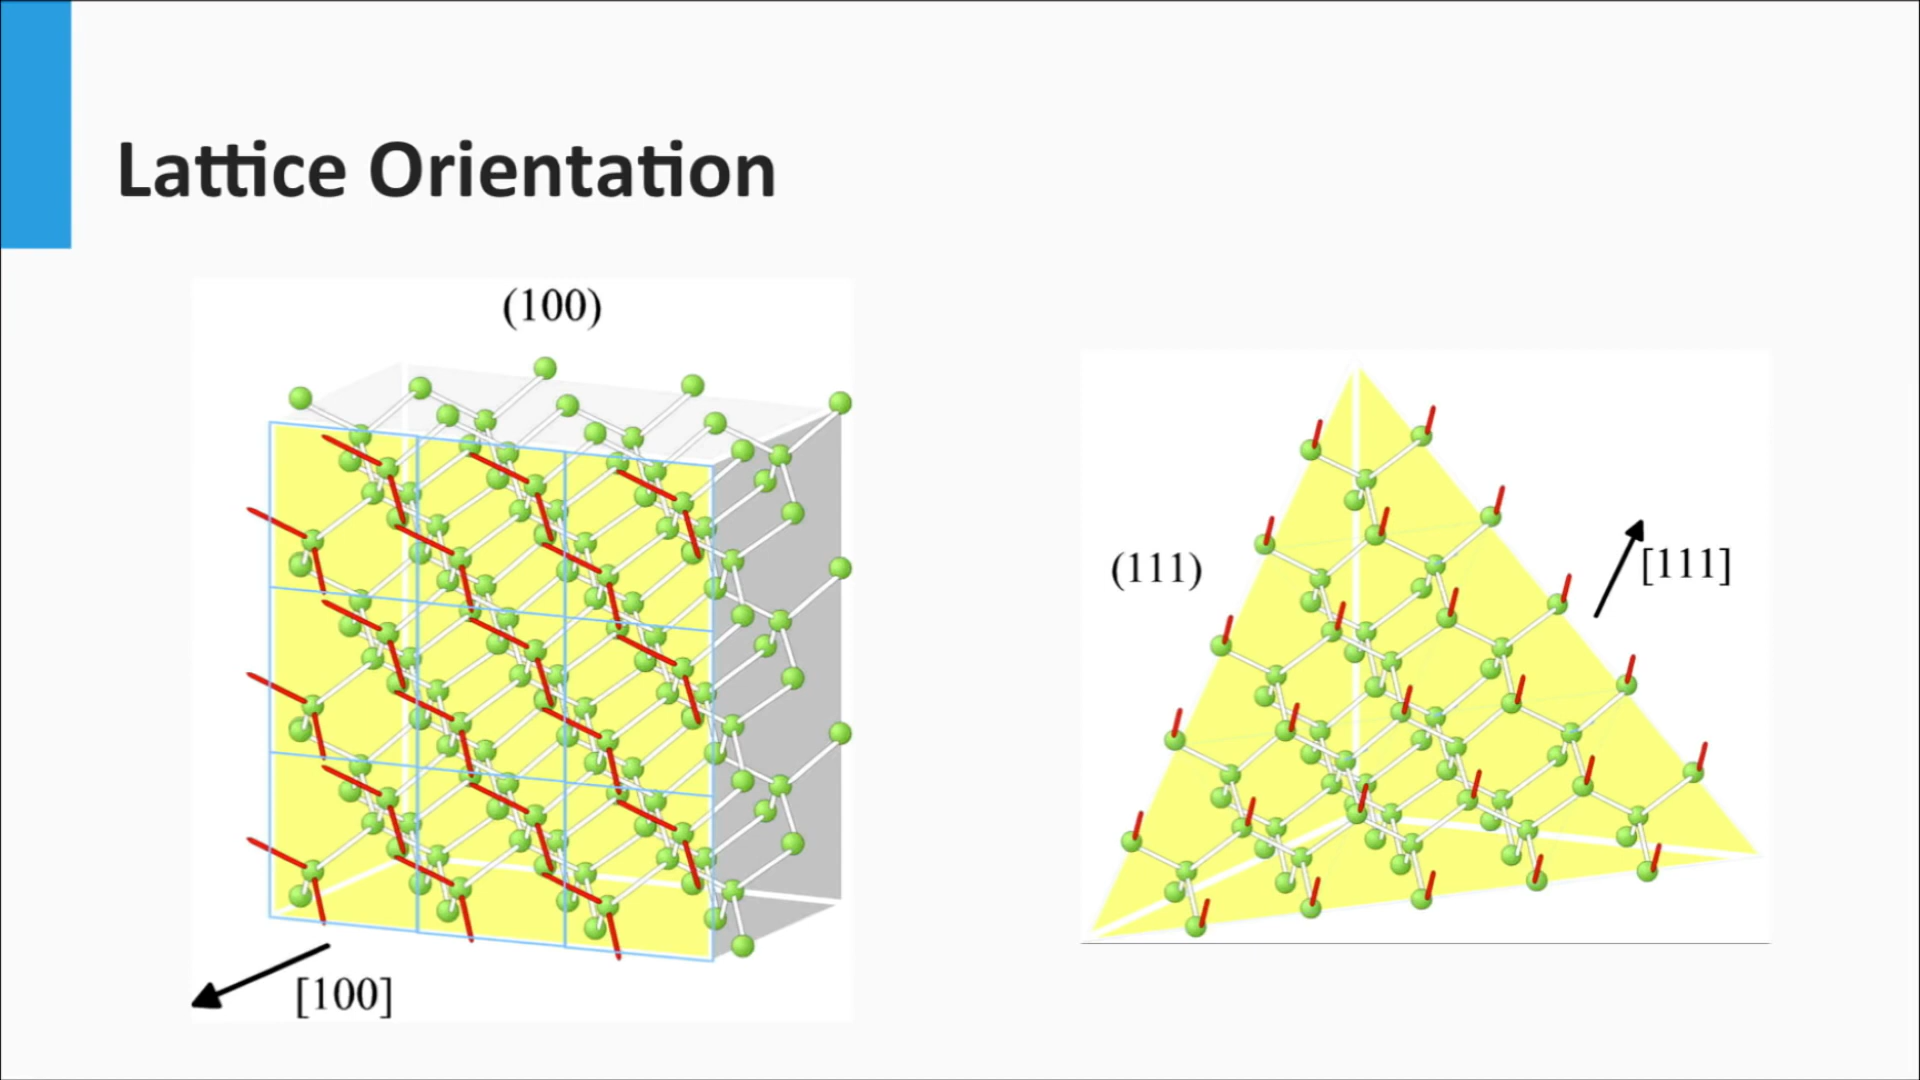 Lattice Orientation
(100)
[100]
(111)
[111]